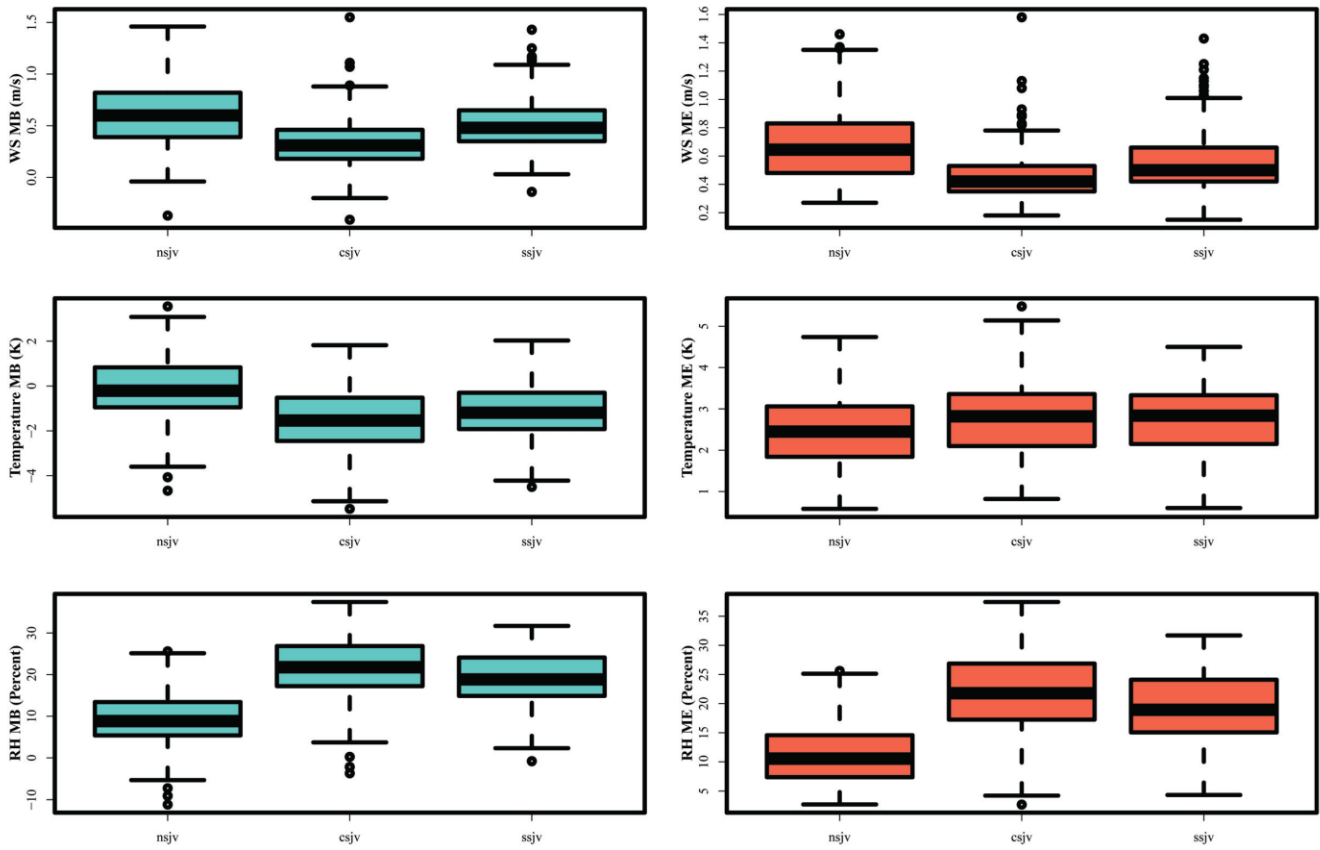 WS MB (m/s)
1.5
1.0
0.5
0.0
nsjv
csjv
ssjv
WS ME (m/s)
1.6
1.4
1.2
1.0
0.8
0.6
0.4
0.2
nsjv
csjv
ssjv
Temperature MB (K)
2
0
−2
−4
nsjv
csjv
ssjv
Temperature ME (K)
5
4
3
2
1
nsjv
csjv
ssjv
RH MB (Percent)
30
20
10
0
−10
nsjv
csjv
ssjv
RH ME (Percent)
35
30
25
20
15
10
5
nsjv
csjv
ssjv